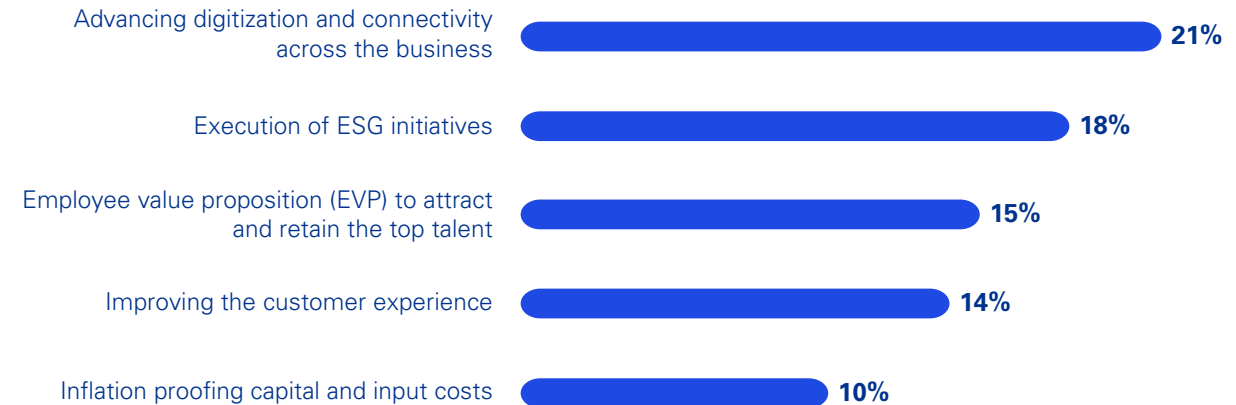 Advancing digitization and connectivity
across the business
21%
Execution of ESG initiatives
18%
Employee value proposition (EVP) to attract
and retain the top talent
15%
Improving the customer experience
14%
Inflation proofing capital and input costs
10%